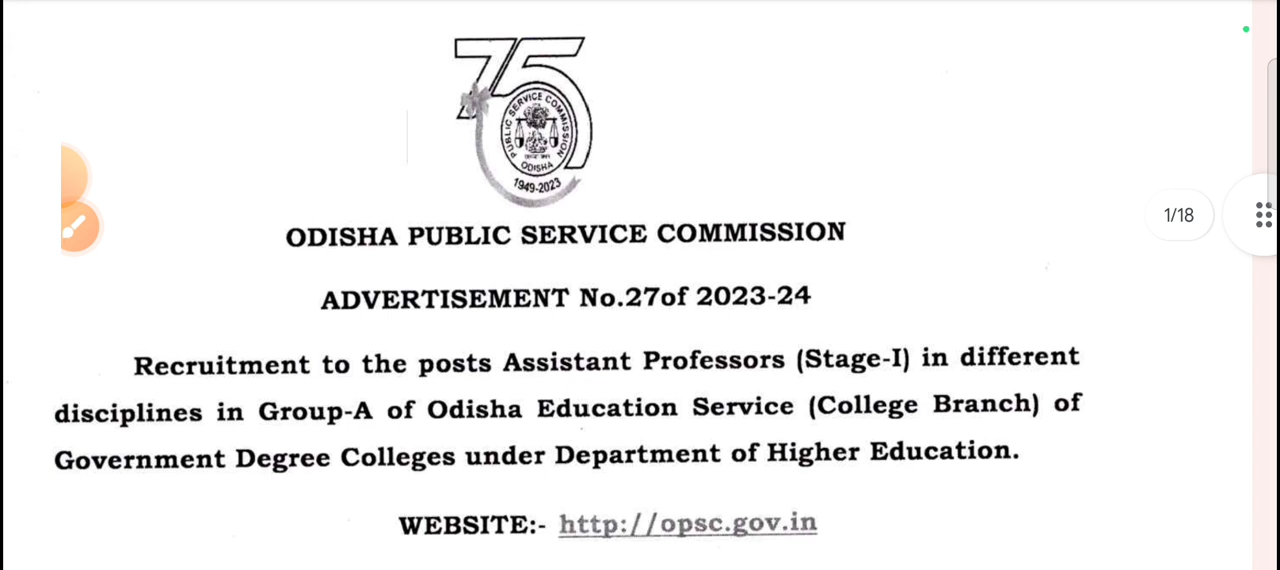 75
PUBLIC SERVICE COMMISSION
ODISHA
1949-2023
ODISHA PUBLIC SERVICE COMMISSION
1/18
ADVERTISEMENT No.27of 2023-24
Recruitment to the posts Assistant Professors (Stage-I) in different
disciplines in Group-A of Odisha Education Service (College Branch) of
Government Degree Colleges under Department of Higher Education.
WEBSITE:- http://opsc.gov.in